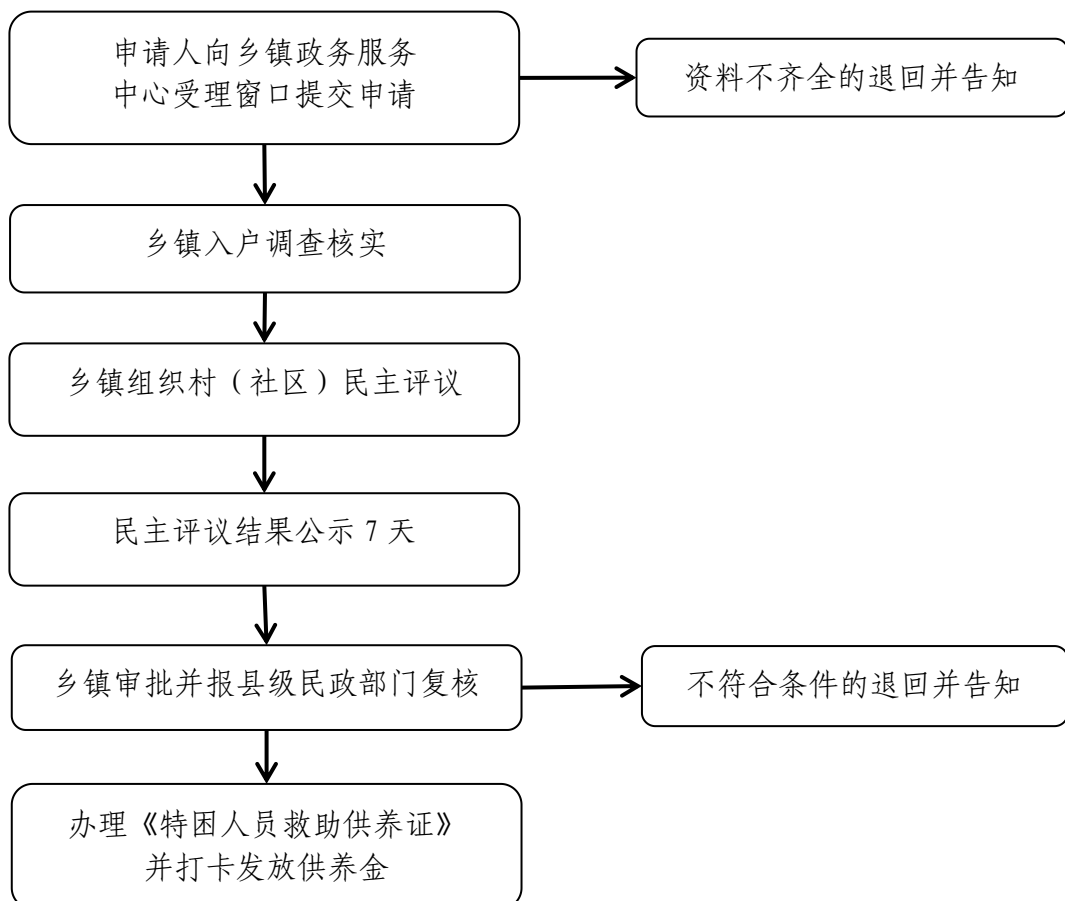 申请人向乡镇政务服务
中心受理窗口提交申请
资料不齐全的退回并告知
乡镇入户调查核实
乡镇组织村（社区）民主评议
民主评议结果公示 7 天
乡镇审批并报县级民政部门复核
不符合条件的退回并告知
办理《特困人员救助供养证》
并打卡发放供养金